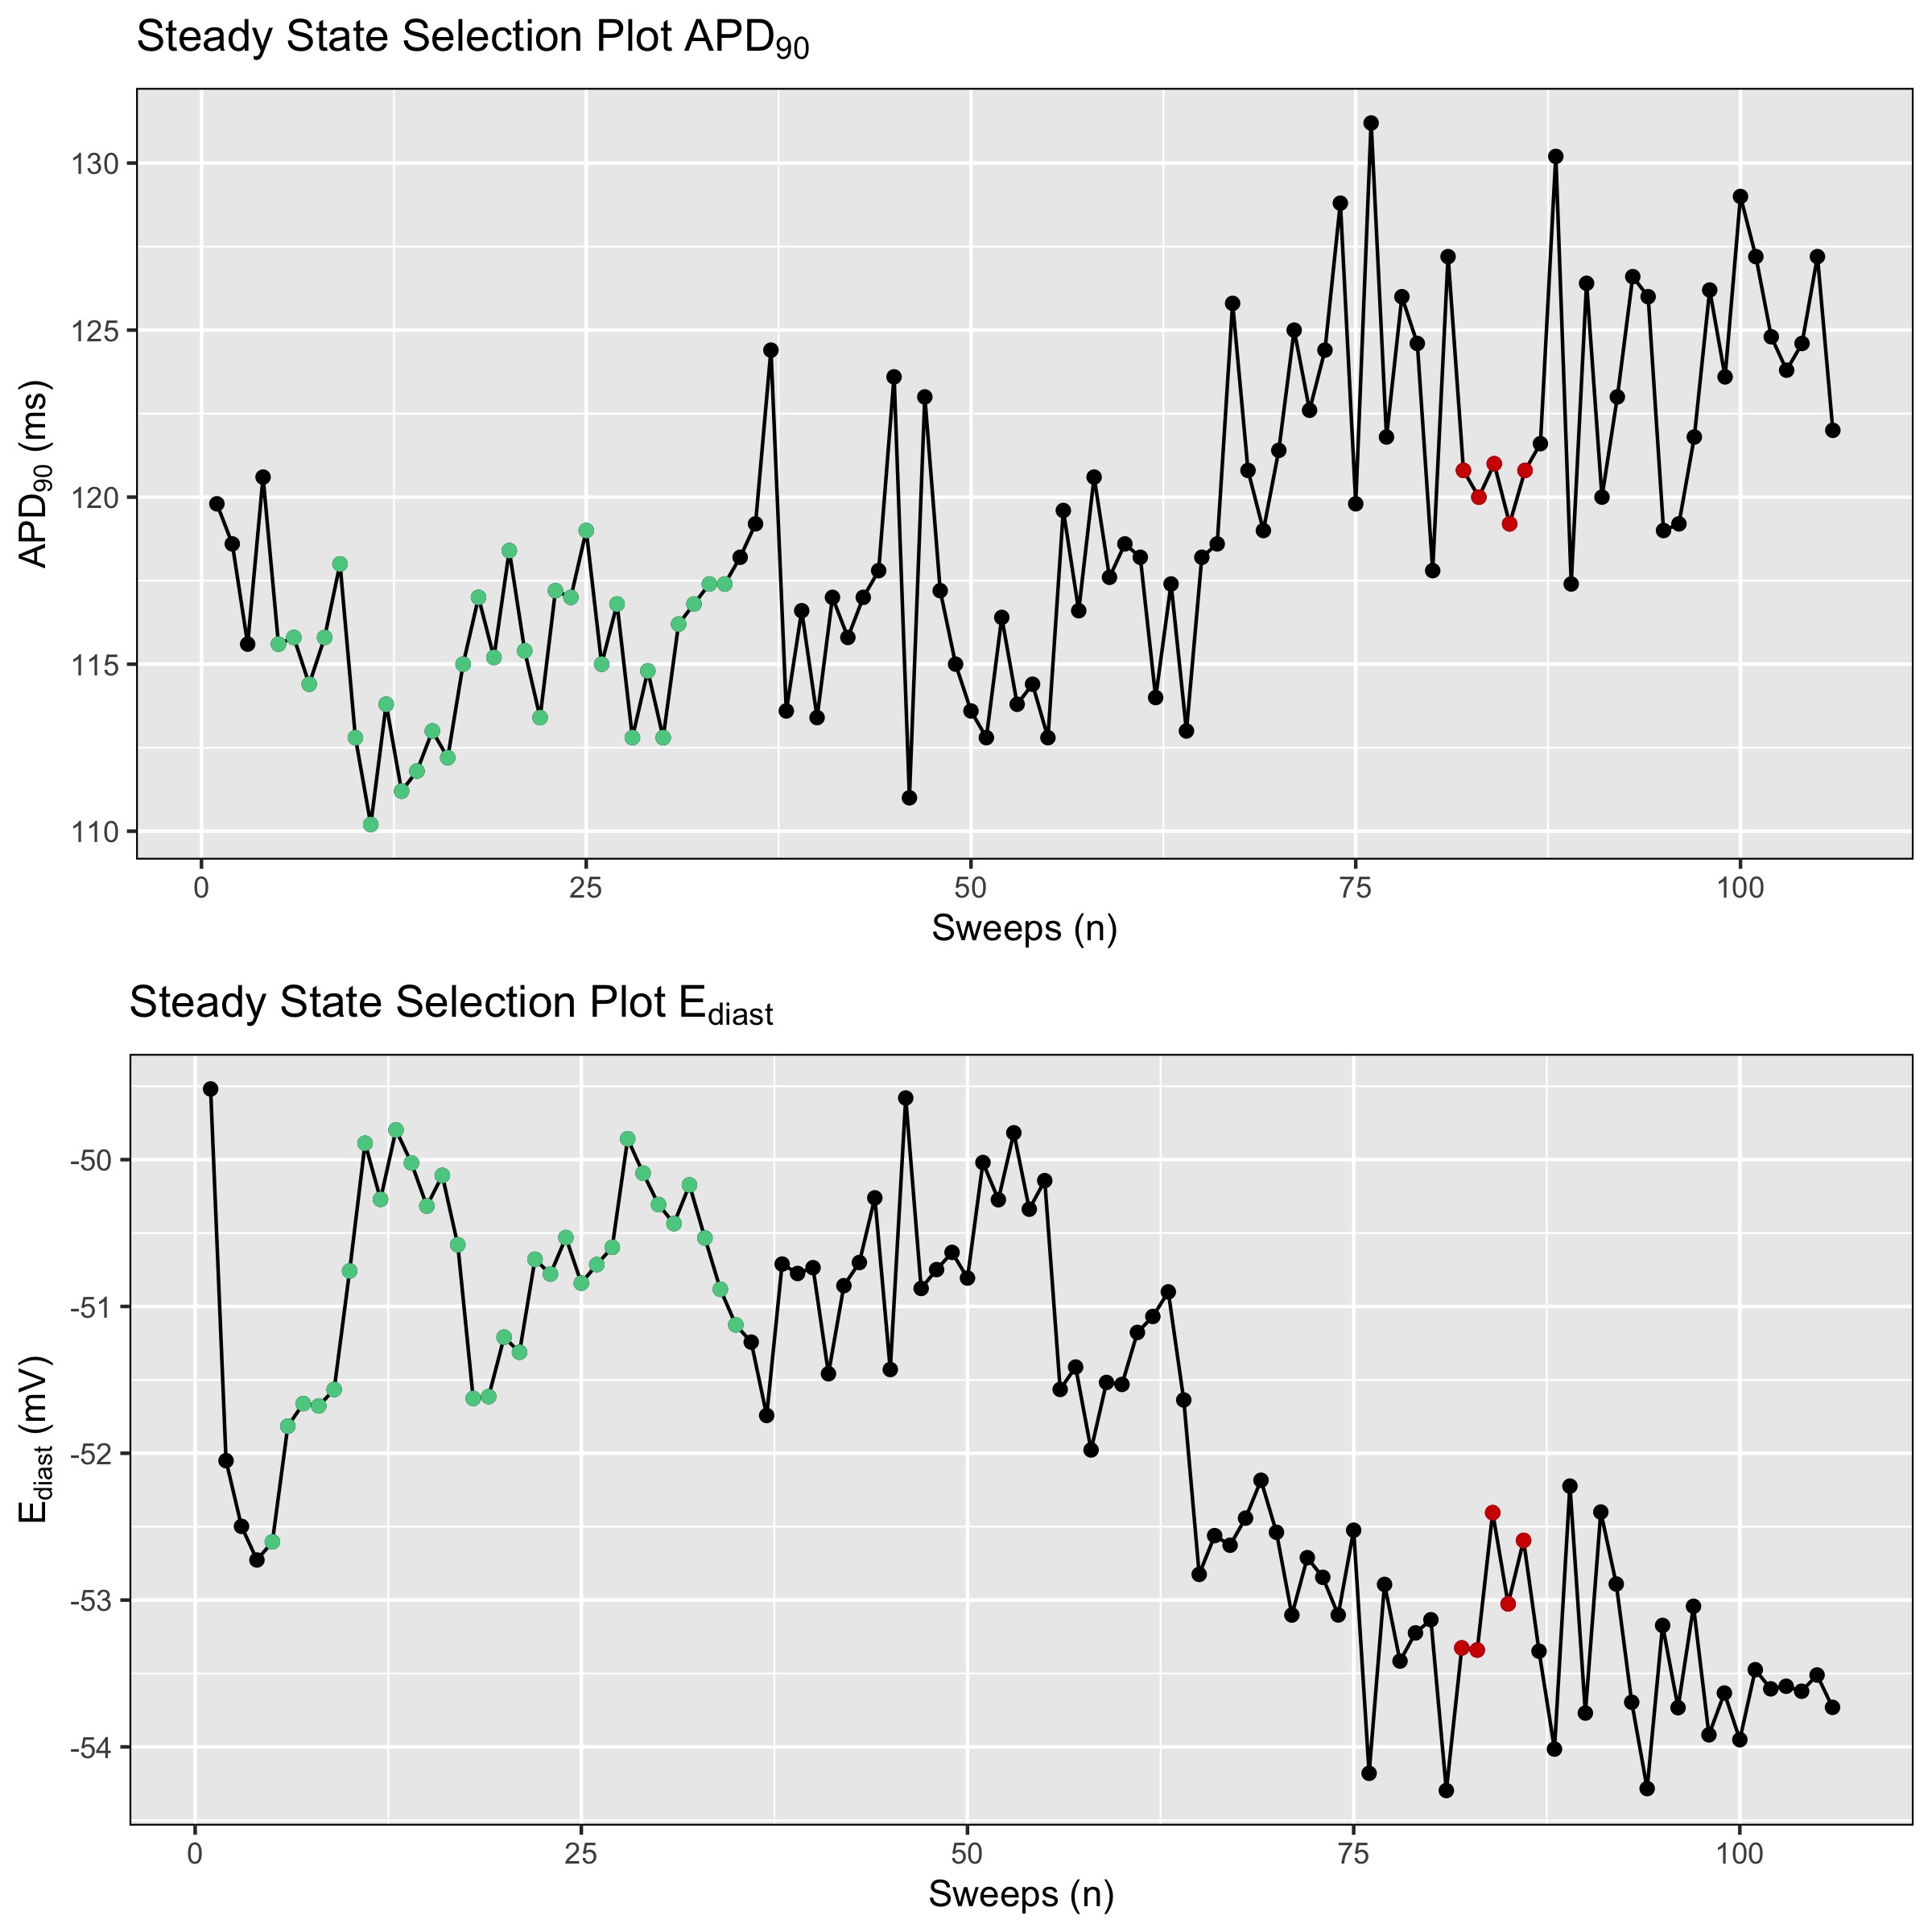 Steady State Selection Plot APD90
APD90 (ms)
130
125
120
115
110
0 25 50 75 100
Sweeps (n)
Steady State Selection Plot Ediast
Ediast (mV)
-50
-51
-52
-53
-54
0 25 50 75 100
Sweeps (n)